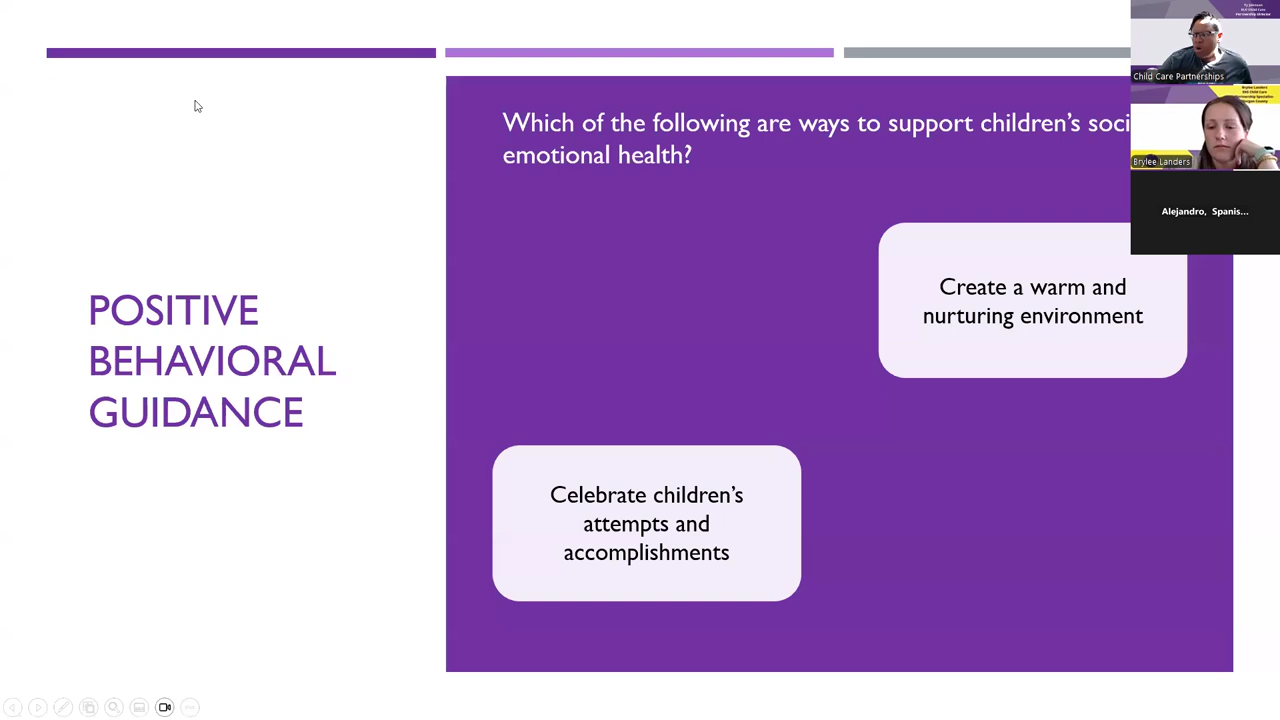 POSITIVE
BEHAVIORAL
GUIDANCE
Which of the following are ways to support children's soci
emotional health?
Create a warm and
nurturing environment
Celebrate children's
attempts and
accomplishments
Child Care Partnerships
Brylee Landers
Alejandro, Spanis...